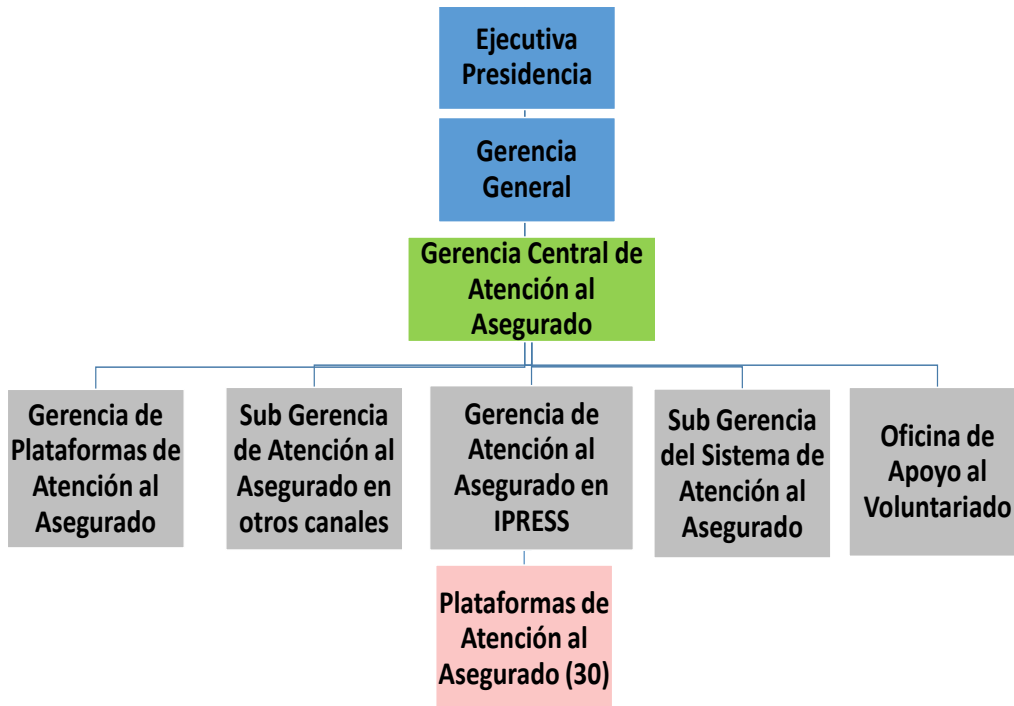 Ejecutiva
Presidencia
Gerencia
General
Gerencia Central de
Atención al
Asegurado
Gerencia de
Plataformas de
Atención al
Asegurado
Sub Gerencia
de Atención al
Asegurado en
otros canales
Gerencia de
Atención al
Asegurado en
IPRESS
Sub Gerencia
del Sistema de
Atención al
Asegurado
Oficina de
Apoyo al
Voluntariado
Plataformas de
Atención al
Asegurado (30)